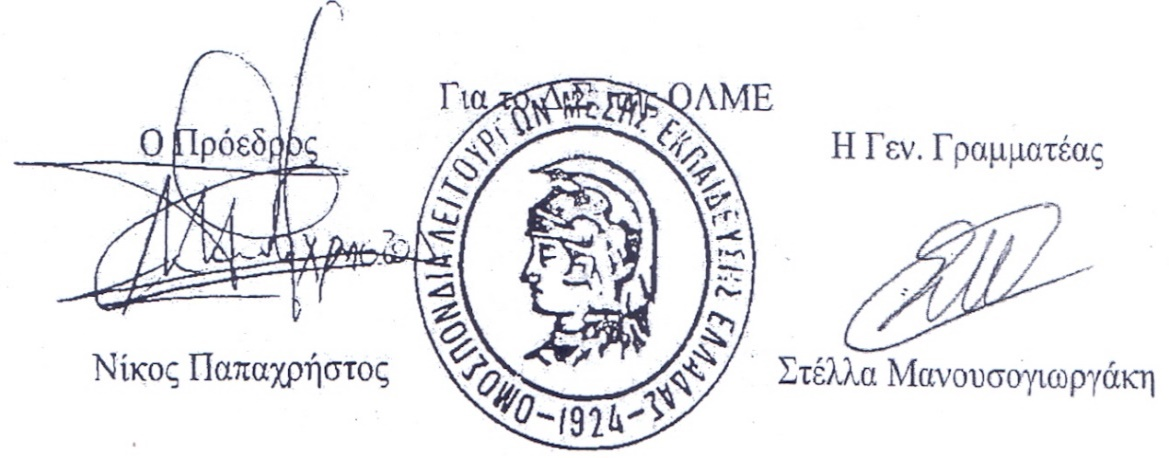 Για το Δ.Σ. της ΟΛΜΕ
Ο Πρόεδρος
Η Γεν. Γραμματέας
ΟΜΟΣΠΟΝΔΙΑ ΛΕΙΤΟΥΡΓΩΝ ΜΕΣΗΣ ΕΚΠΑΙΔΕΥΣΗΣ ΕΛΛΑΔΑΣ
-1924-
Νίκος Παπαχρήστος
Στέλλα Μανουσογιωργάκη